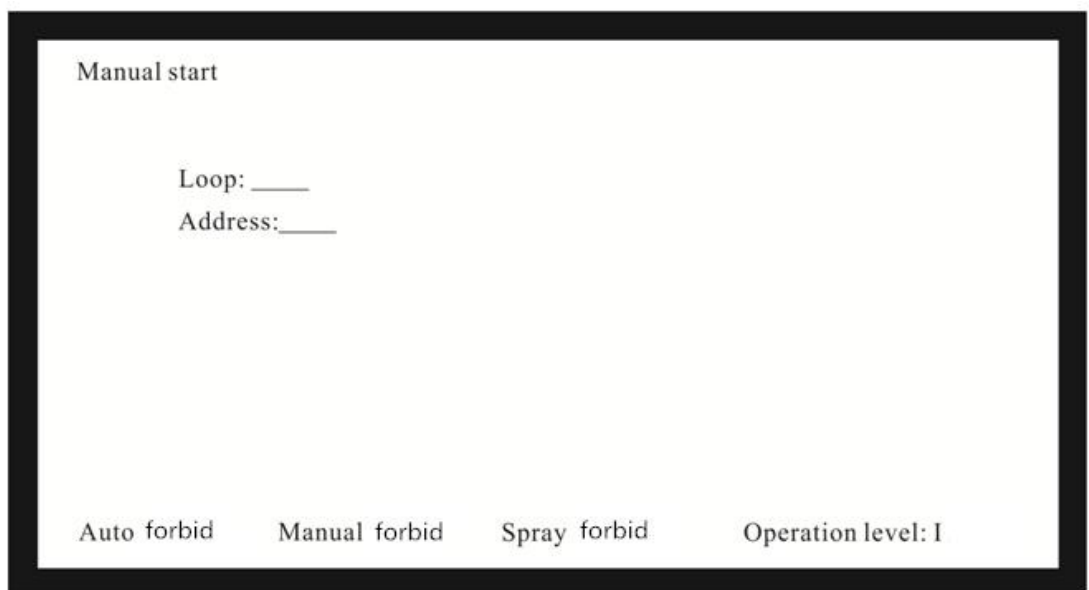 Manual start
Loop: ____
Address:____
Auto forbid Manual forbid Spray forbid Operation level: I